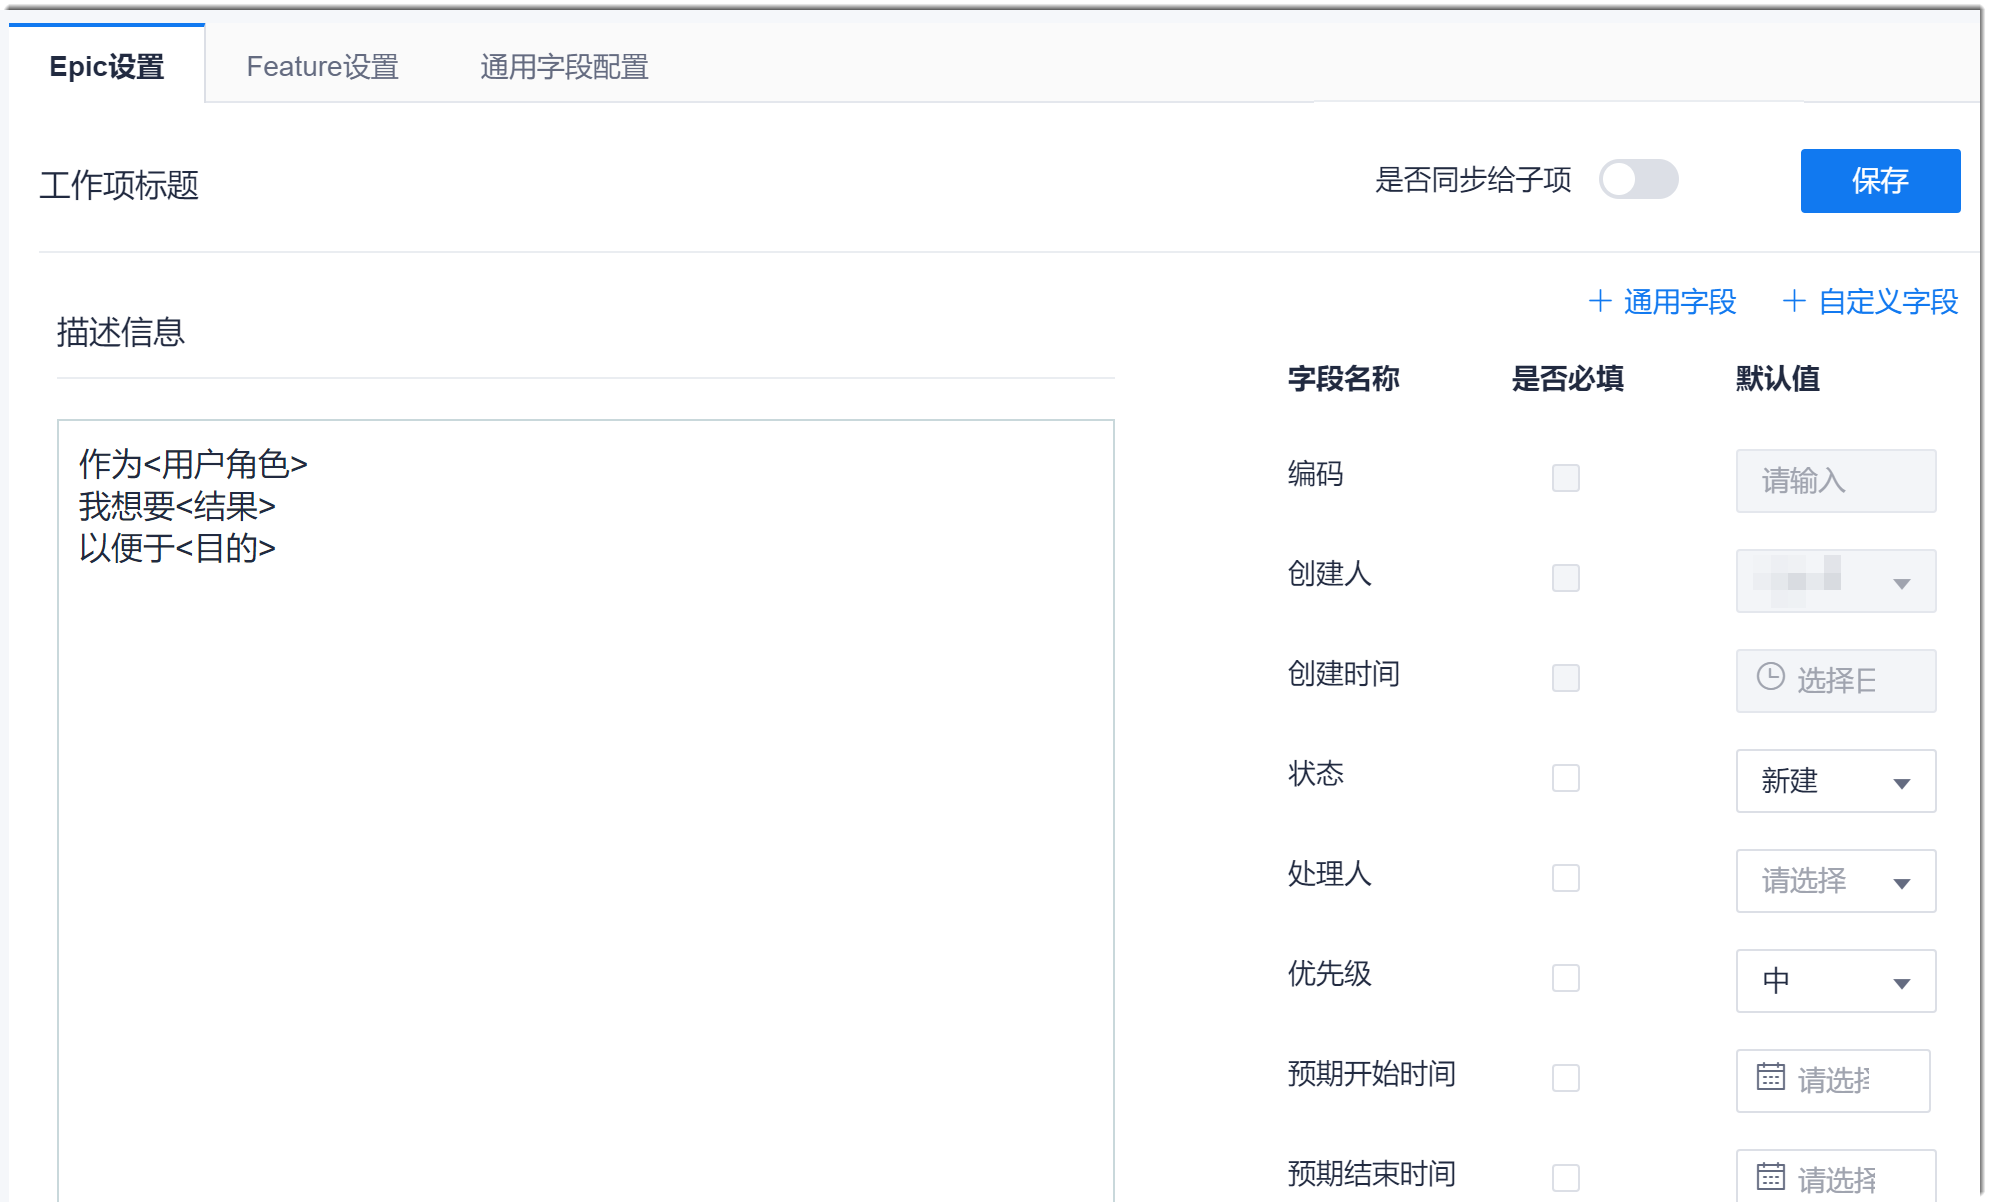 Epic设置 Feature设置 通用字段配置
工作项标题 是否同步给子项 保存
+ 通用字段 + 自定义字段
描述信息
作为<用户角色>
我想要<结果>
以便于<目的>
字段名称 是否必填 默认值
编码 请输入
创建人
创建时间 选择日
状态 新建
处理人 请选择
优先级 中
预期开始时间 请选择
预期结束时间 请选择